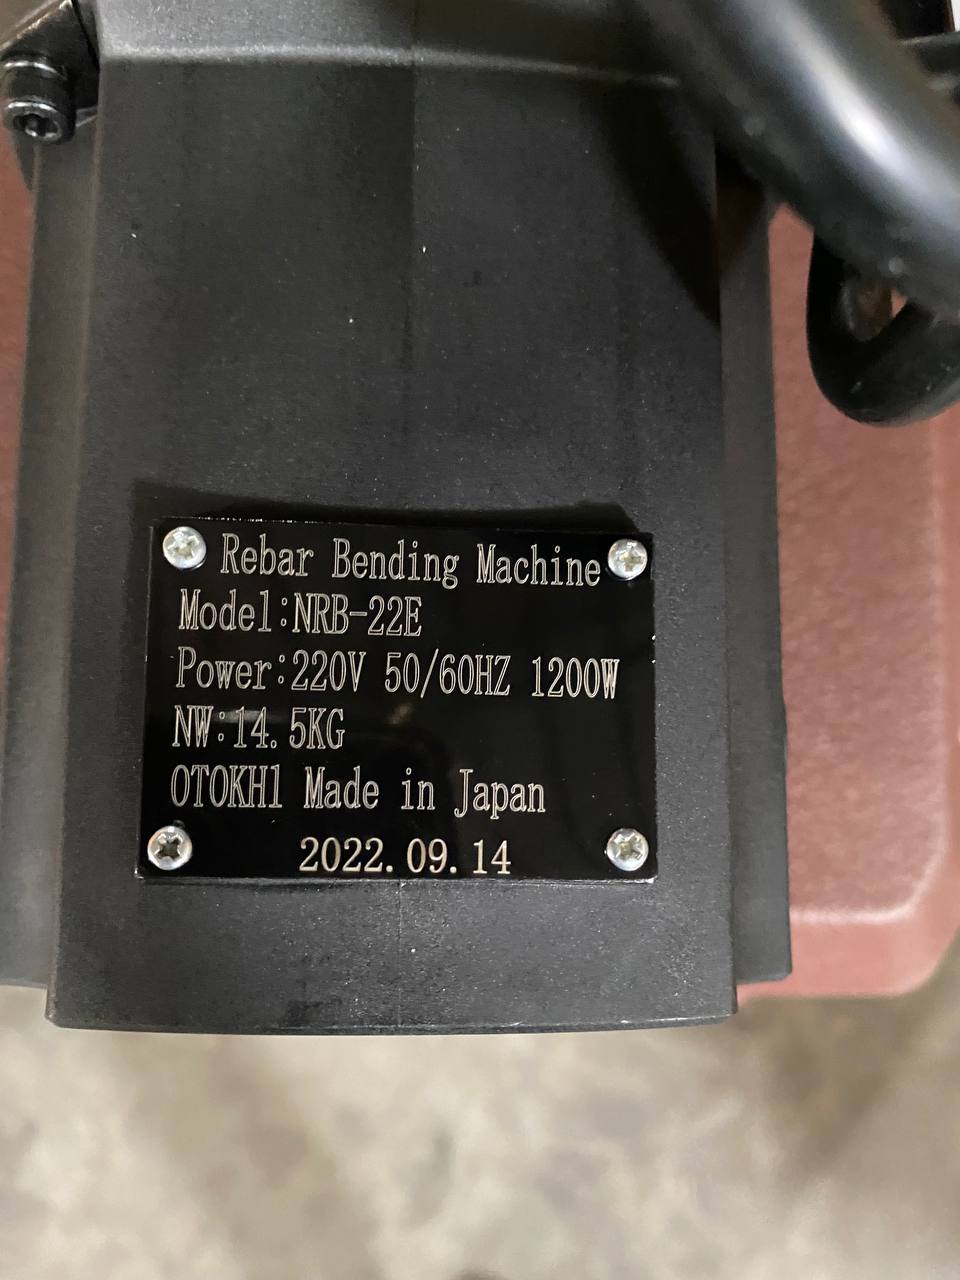 Rebar Bending Machine
Model:NRB-22E
Power:220V 50/60HZ 1200W
NW:14.5KG
OTOKH1 Made in Japan
2022.09.14